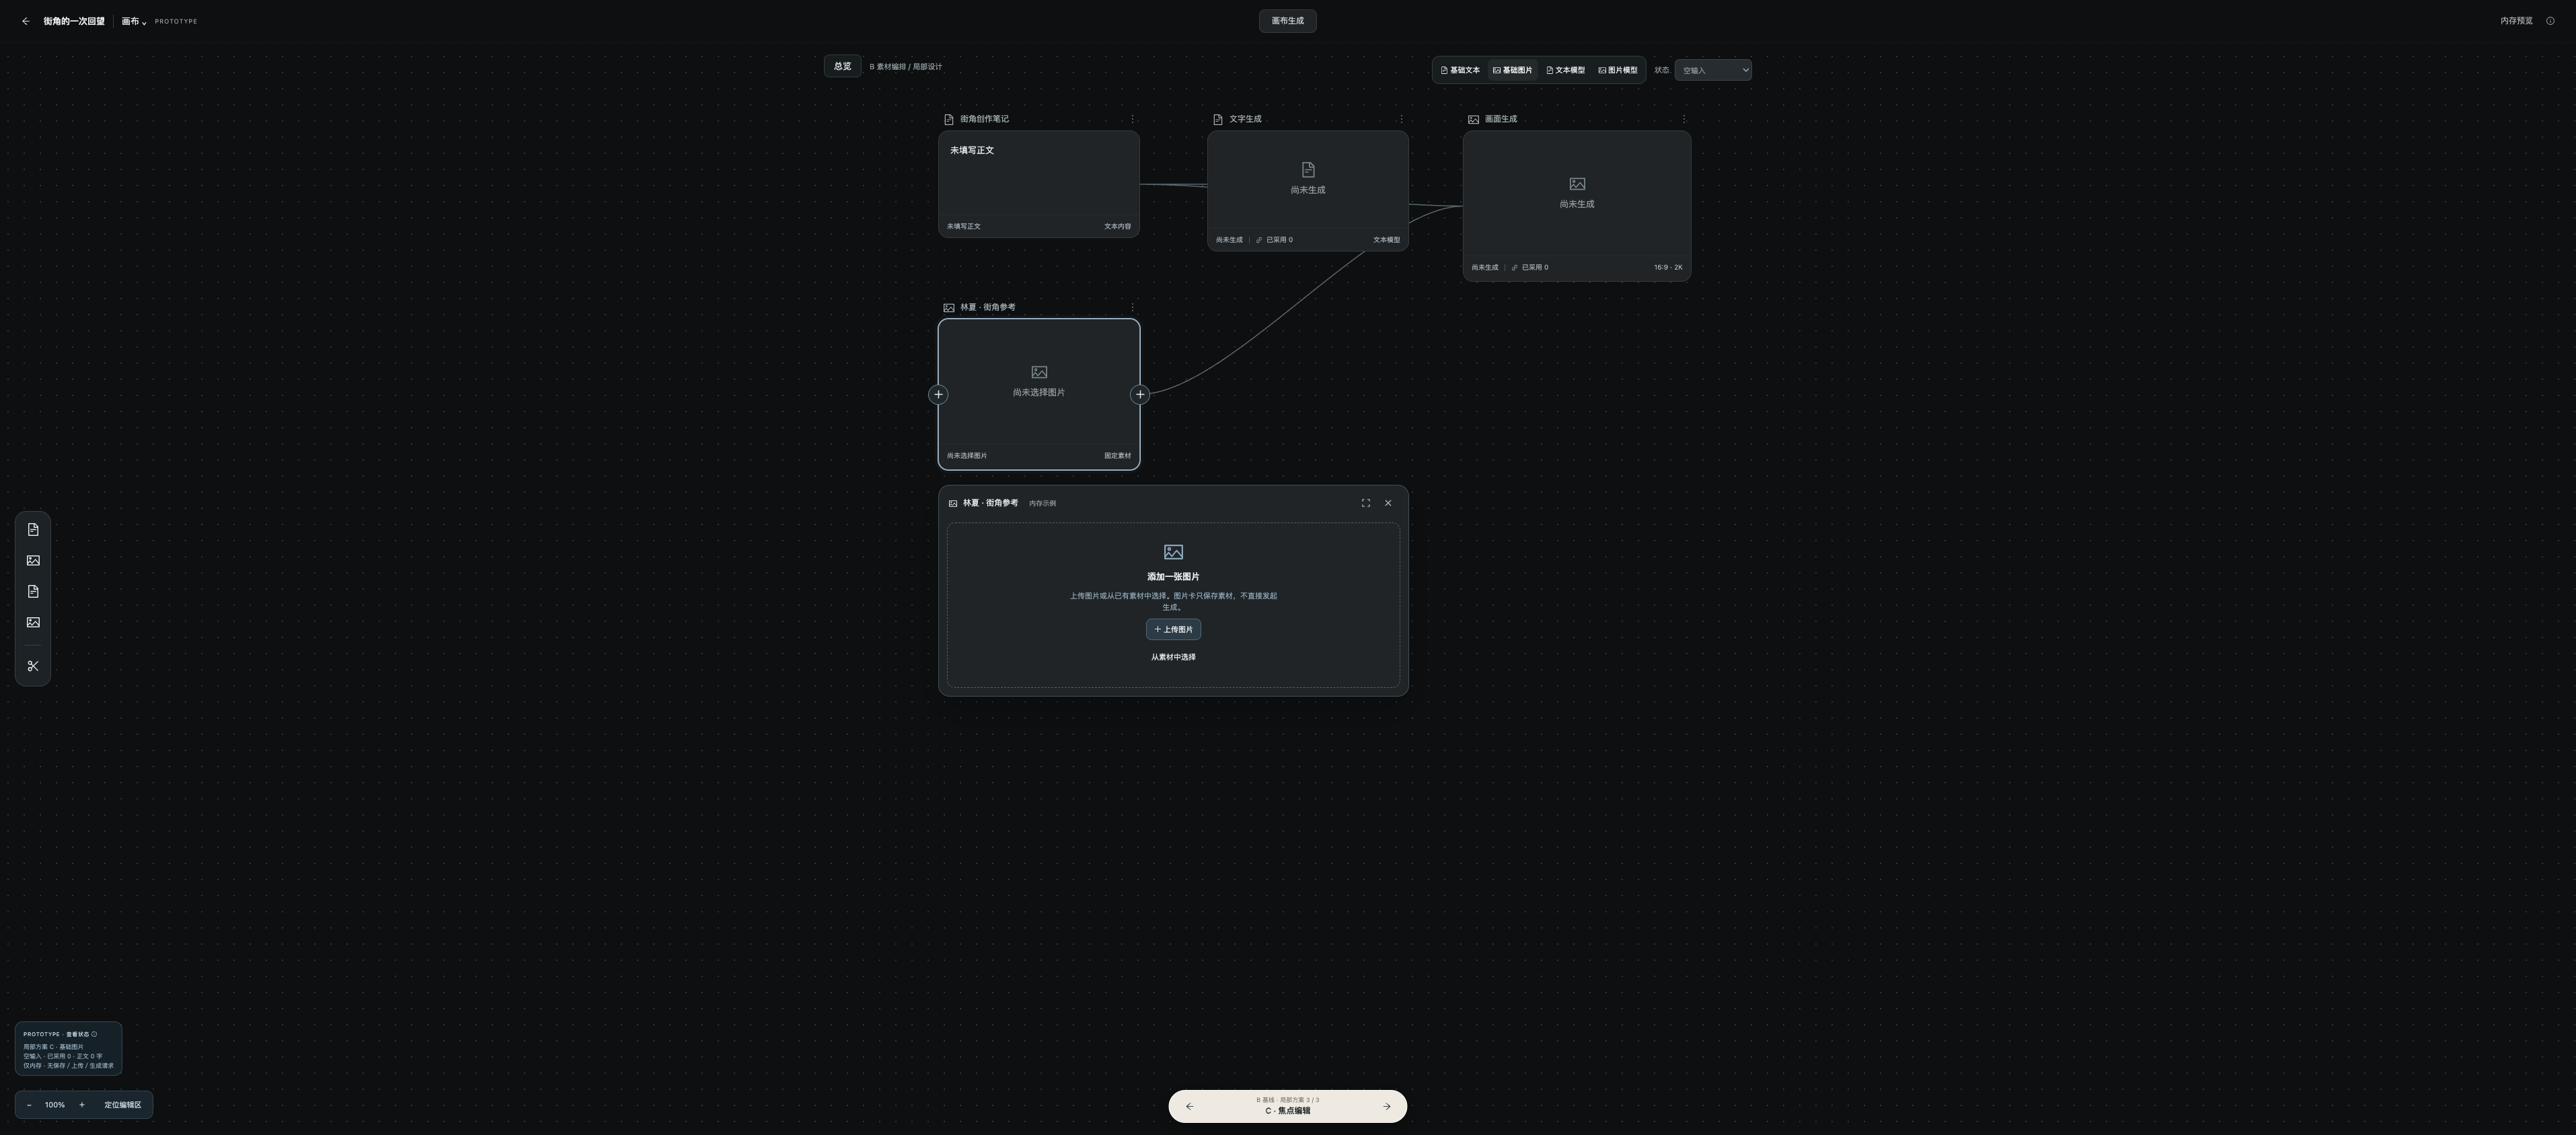 街角的一次回望 画布 PROTOTYPE
画布生成
内存预览
总览 B 素材编排 / 局部设计
基础文本 基础图片 文本模型 图片模型 状态 空输入
街角创作笔记
未填写正文
未填写正文 文本内容
文字生成
尚未生成
尚未生成 已采用 0 文本模型
画面生成
尚未生成
尚未生成 已采用 0 16:9 · 2K
林夏 · 街角参考
尚未选择图片
尚未选择图片 固定素材
林夏 · 街角参考 内存示例
添加一张图片
上传图片或从已有素材中选择。图片卡只保存素材，不直接发起
生成。
+ 上传图片
从素材中选择
PROTOTYPE · 查看状态
局部方案 C · 基础图片
空输入 · 已采用 0 · 正文 0 字
仅内存 · 无保存 / 上传 / 生成请求
− 100% + 定位编辑区
B 基线 · 局部方案 3 / 3
C · 焦点编辑